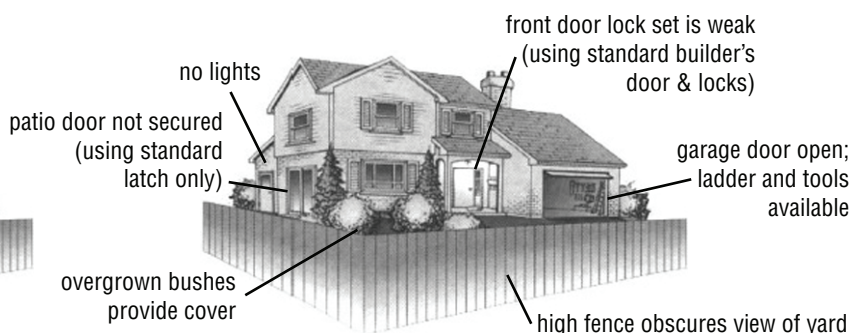 front door lock set is weak
(using standard builder's
door & locks)
no lights
patio door not secured
(using standard
latch only)
garage door open;
ladder and tools
available
overgrown bushes
provide cover
high fence obscures view of yard